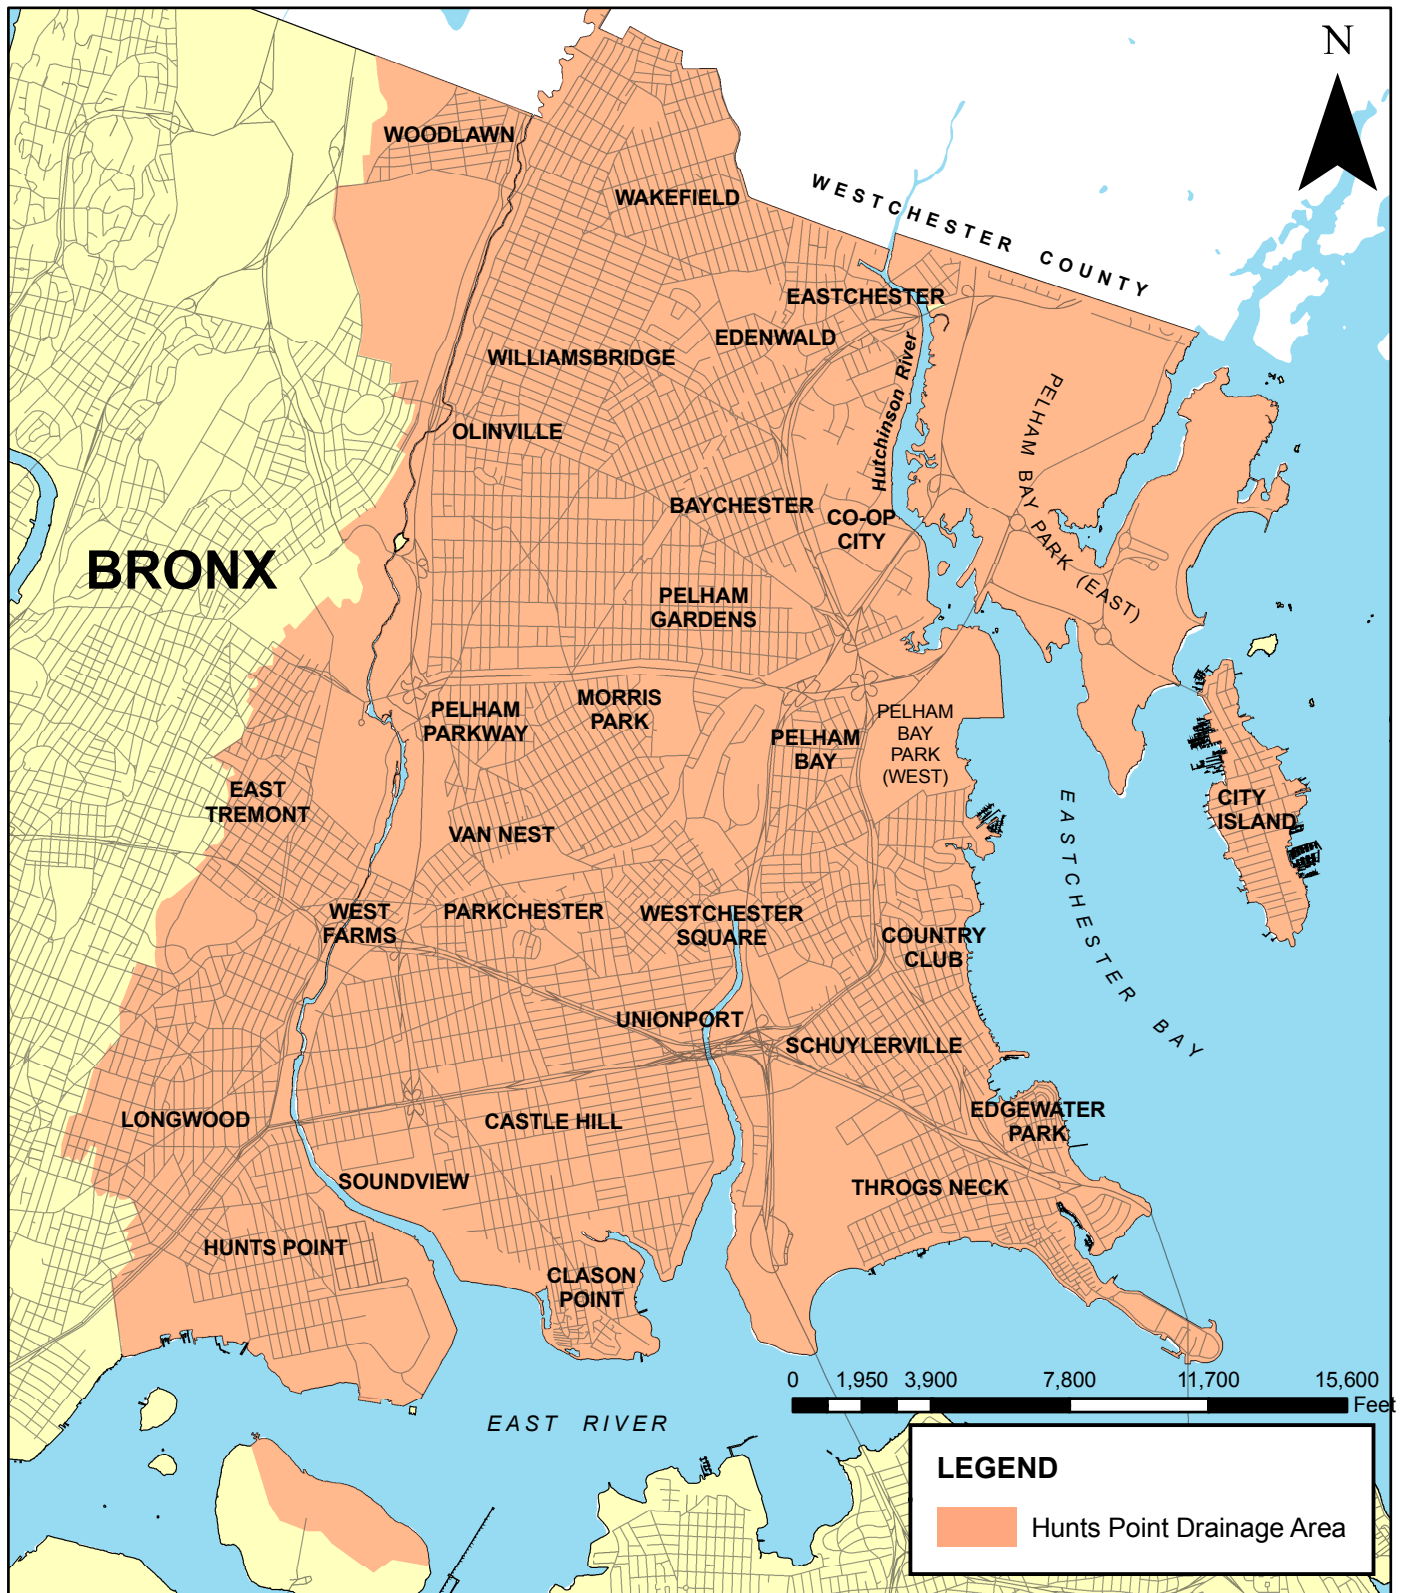 N
WOODLAWN
WAKEFIELD
WESTCHESTER COUNTY
EASTCHESTER
EDENWALD
WILLIAMSBRIDGE
Hutchinson River
PELHAM BAY PARK (EAST)
OLINVILLE
BAYCHESTER
CO-OP
CITY
BRONX
PELHAM
GARDENS
MORRIS
PARK
PELHAM
PARKWAY
PELHAM
BAY
PELHAM
BAY
PARK
(WEST)
EAST
TREMONT
CITY
ISLAND
VAN NEST
EASTCHESTER BAY
WEST
FARMS
PARKCHESTER
WESTCHESTER
SQUARE
COUNTRY
CLUB
UNIONPORT
SCHUYLERVILLE
LONGWOOD
CASTLE HILL
EDGEWATER
PARK
SOUNDVIEW
THROGS NECK
HUNTS POINT
CLASON
POINT
0 1,950 3,900 7,800 11,700 15,600
Feet
EAST RIVER
LEGEND
Hunts Point Drainage Area